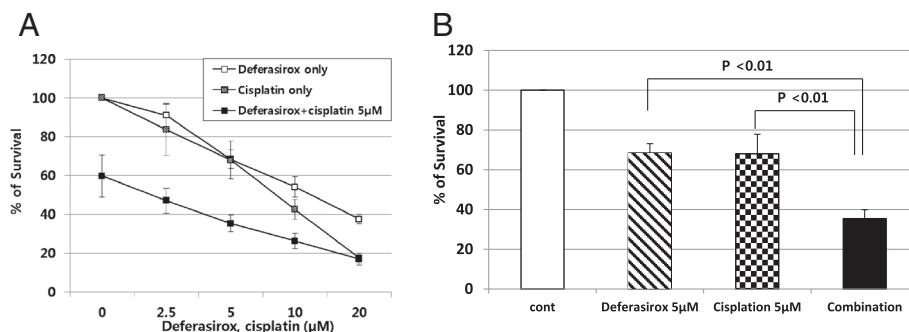 A
120
100
80
60
40
20
0
% of Survival
Deferasirox only
Cisplatin only
Deferasirox+cisplatin 5μM
0 2.5 5 10 20
Deferasirox, cisplatin (μM)
B
120
100
80
60
40
20
0
% of Survival
P <0.01
P <0.01
cont Deferasirox 5μM Cisplation 5μM Combination